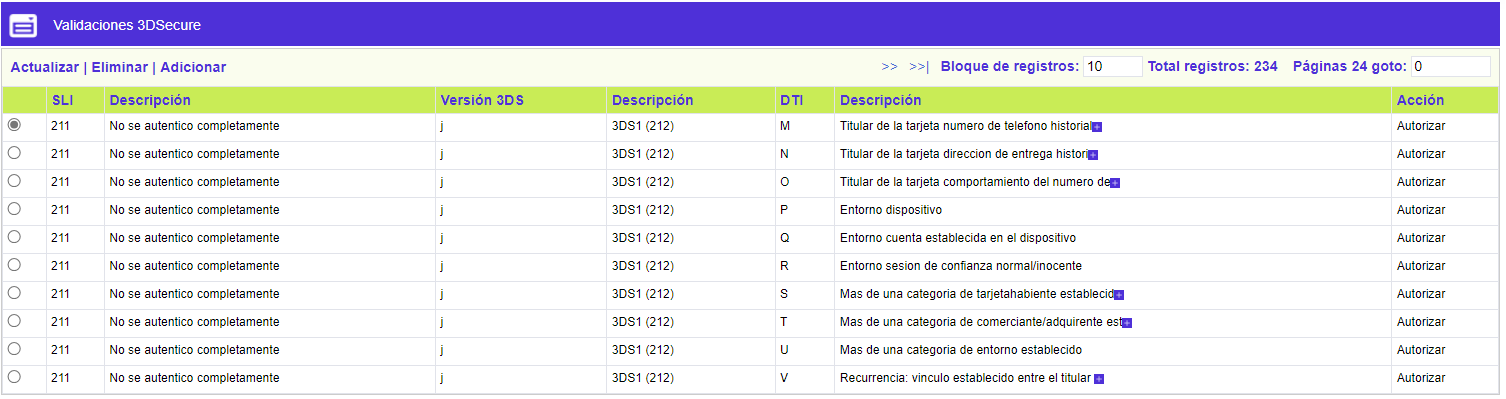 Validaciones 3DSecure
Actualizar | Eliminar | Adicionar >> >>| Bloque de registros: 10 Total registros: 234 Páginas 24 goto: 0
SLI Descripción Versión 3DS Descripción DTI Descripción Acción
211 No se autentico completamente j 3DS1 (212) M Titular de la tarjeta numero de telefono historial+ Autorizar
211 No se autentico completamente j 3DS1 (212) N Titular de la tarjeta direccion de entrega histori+ Autorizar
211 No se autentico completamente j 3DS1 (212) O Titular de la tarjeta comportamiento del numero de+ Autorizar
211 No se autentico completamente j 3DS1 (212) P Entorno dispositivo Autorizar
211 No se autentico completamente j 3DS1 (212) Q Entorno cuenta establecida en el dispositivo Autorizar
211 No se autentico completamente j 3DS1 (212) R Entorno sesion de confianza normal/inocente Autorizar
211 No se autentico completamente j 3DS1 (212) S Mas de una categoria de tarjetahabiente establecid+ Autorizar
211 No se autentico completamente j 3DS1 (212) T Mas de una categoria de comerciante/adquirente est+ Autorizar
211 No se autentico completamente j 3DS1 (212) U Mas de una categoria de entorno establecido Autorizar
211 No se autentico completamente j 3DS1 (212) V Recurrencia: vinculo establecido entre el titular + Autorizar